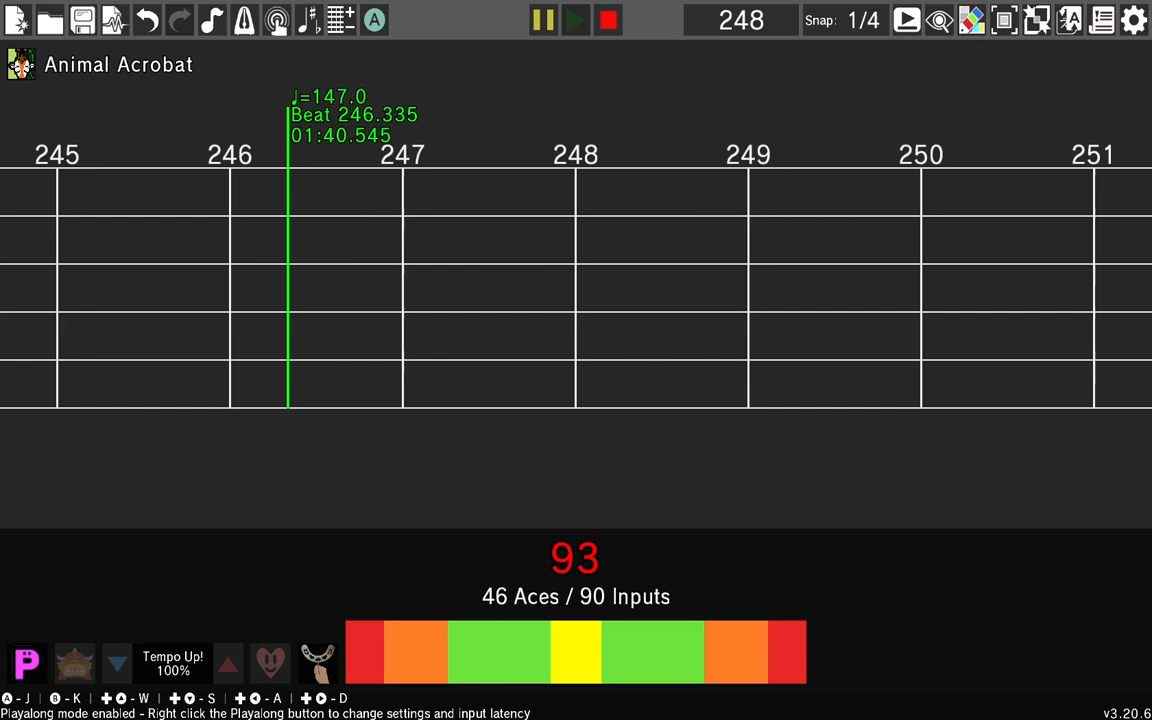 248
Snap: 1/4
Animal Acrobat
♩=147.0
Beat 246.335
01:40.545
245 246 247 248 249 250 251
93
46 Aces / 90 Inputs
P
Tempo Up!
100%
A - J | B - K | ▲ - W | ▼ - S | ◀ - A | ▶ - D
Playalong mode enabled - Right click the Playalong button to change settings and input latency
v3.20.6